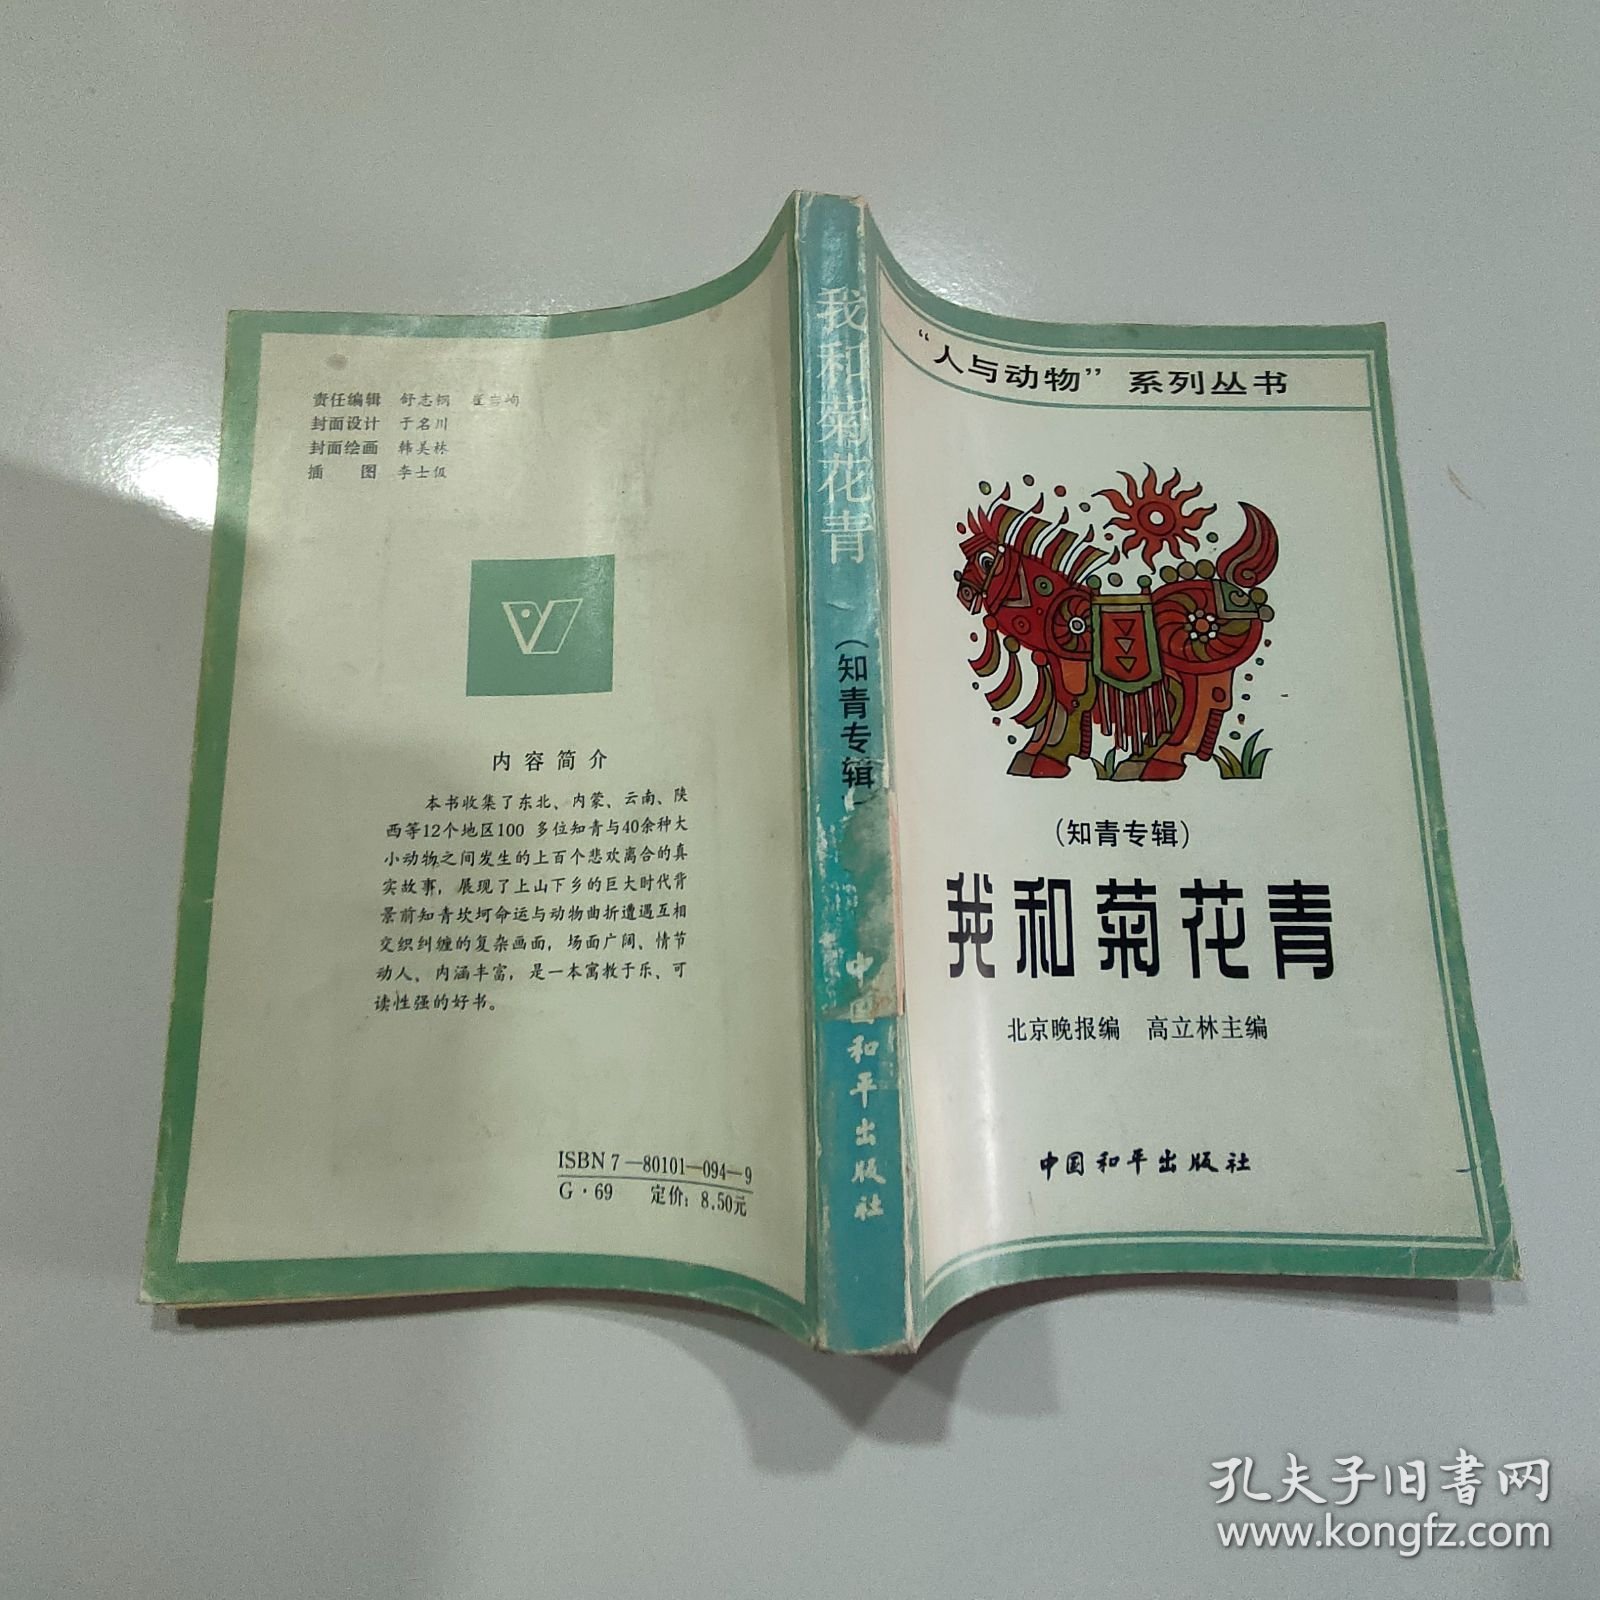 责任编辑 舒志钢 崔岩峋
封面设计 于名川
封面绘画 韩美林
插 图 李士伋
内容简介
本书收集了东北、内蒙、云南、陕
西等12个地区100 多位知青与40余种大
小动物之间发生的上百个悲欢离合的真
实故事，展现了上山下乡的巨大时代背
景前知青坎坷命运与动物曲折遭遇互相
交织纠缠的复杂画面，场面广阔、情节
动人、内涵丰富，是一本寓教于乐、可
读性强的好书。
ISBN 7—80101—094—9
G·69 定价：8.50元
我和菊花青
（知青专辑
中国和平出版社
“人与动物”系列丛书
（知青专辑）
我和菊花青
北京晚报编 高立林主编
中国和平出版社
孔夫子旧书网
www.kongfz.com